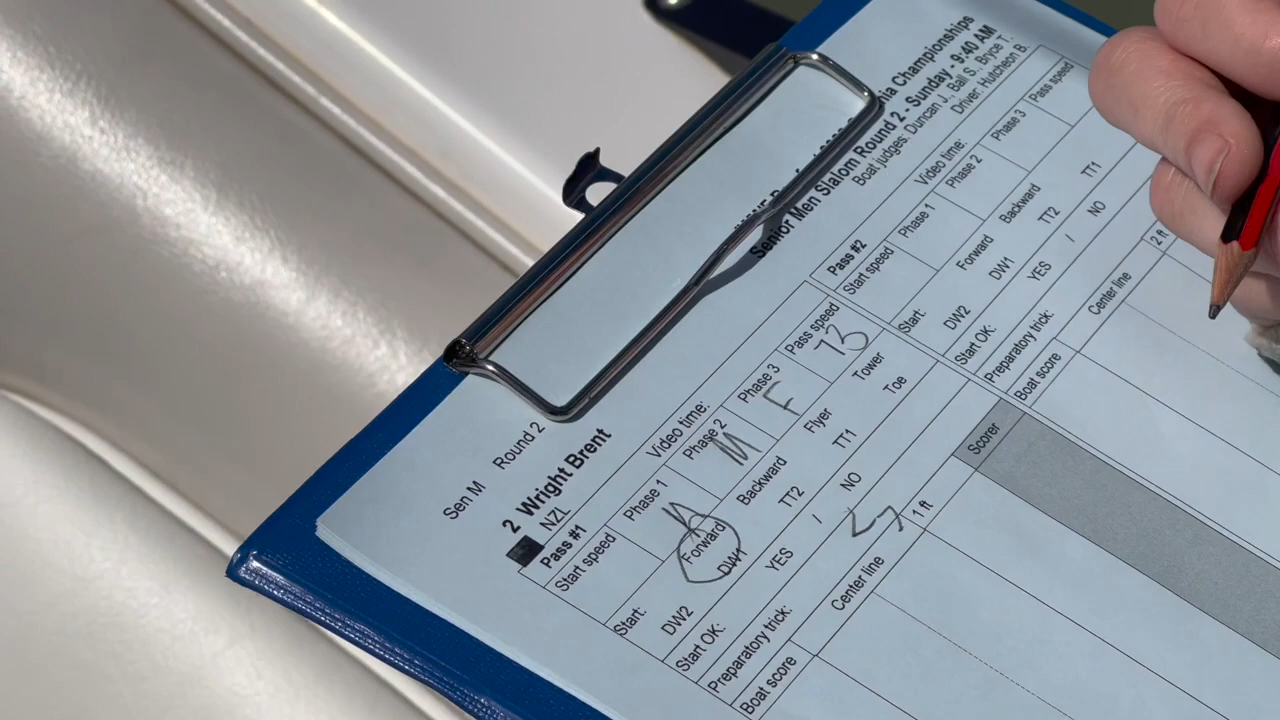 nia Championships
Senior Men Slalom Round 2 - Sunday - 9:40 AM
Boat judges: Duncan J., Ball S., Bryce T.
Driver: Hutcheon B.
Sen M Round 2
2 Wright Brent
NZL
Pass #1 Video time:
Start speed Phase 1 Phase 2 Phase 3 Pass speed
M F 73
Start: Forward Backward Flyer Tower
DW2 DW1 TT2 TT1 Toe
Start OK: YES / NO
Preparatory trick:
Boat score Center line 1 ft Scorer
Pass #2 Video time:
Start speed Phase 1 Phase 2 Phase 3 Pass speed
Start: Forward Backward
DW2 DW1 TT2 TT1
Start OK: YES / NO
Preparatory trick:
Boat score Center line 2 ft